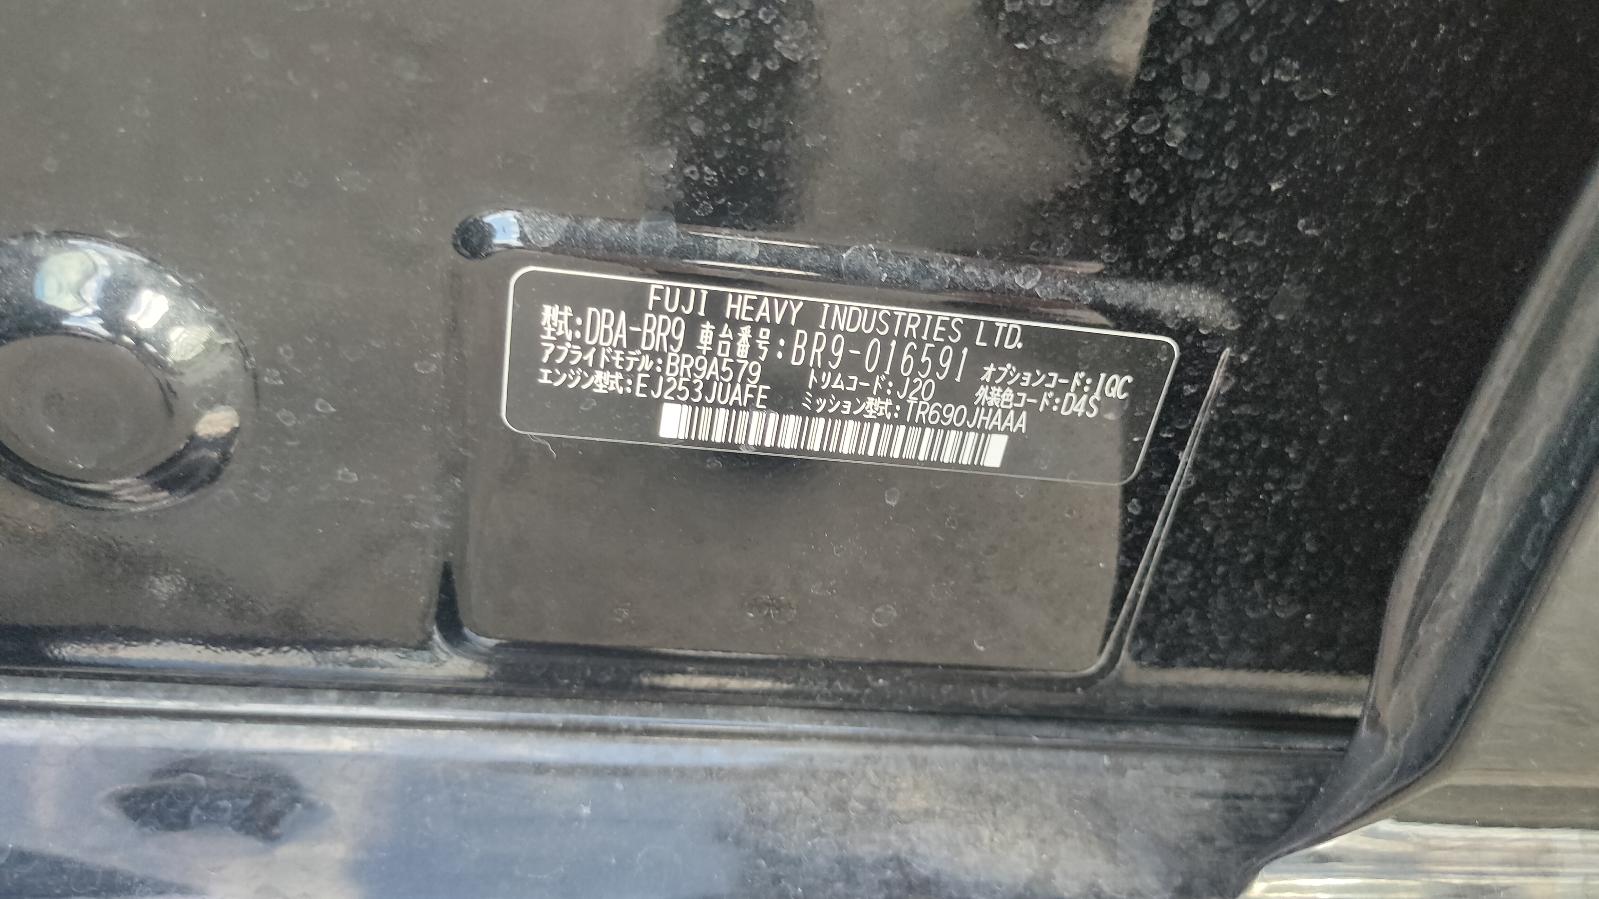 FUJI HEAVY INDUSTRIES LTD.
型式:DBA-BR9 車台番号:BR9-016591
アプライドモデル:BR9A579 トリムコード:J20 オプションコード:IQC
エンジン型式:EJ253JUAFE ミッション型式:TR690JHAAA 外装色コード:D4S